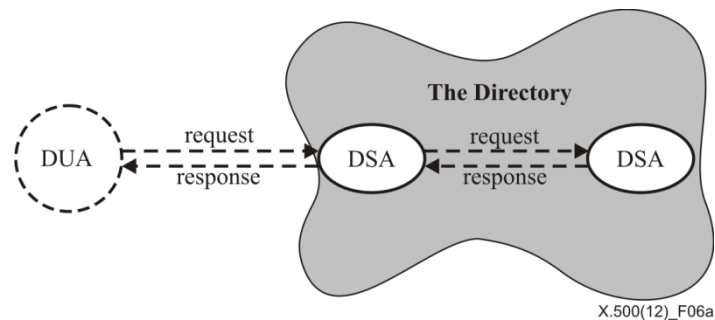 The Directory
request
request
DUA
DSA
DSA
response
response
X.500(12)_F06a